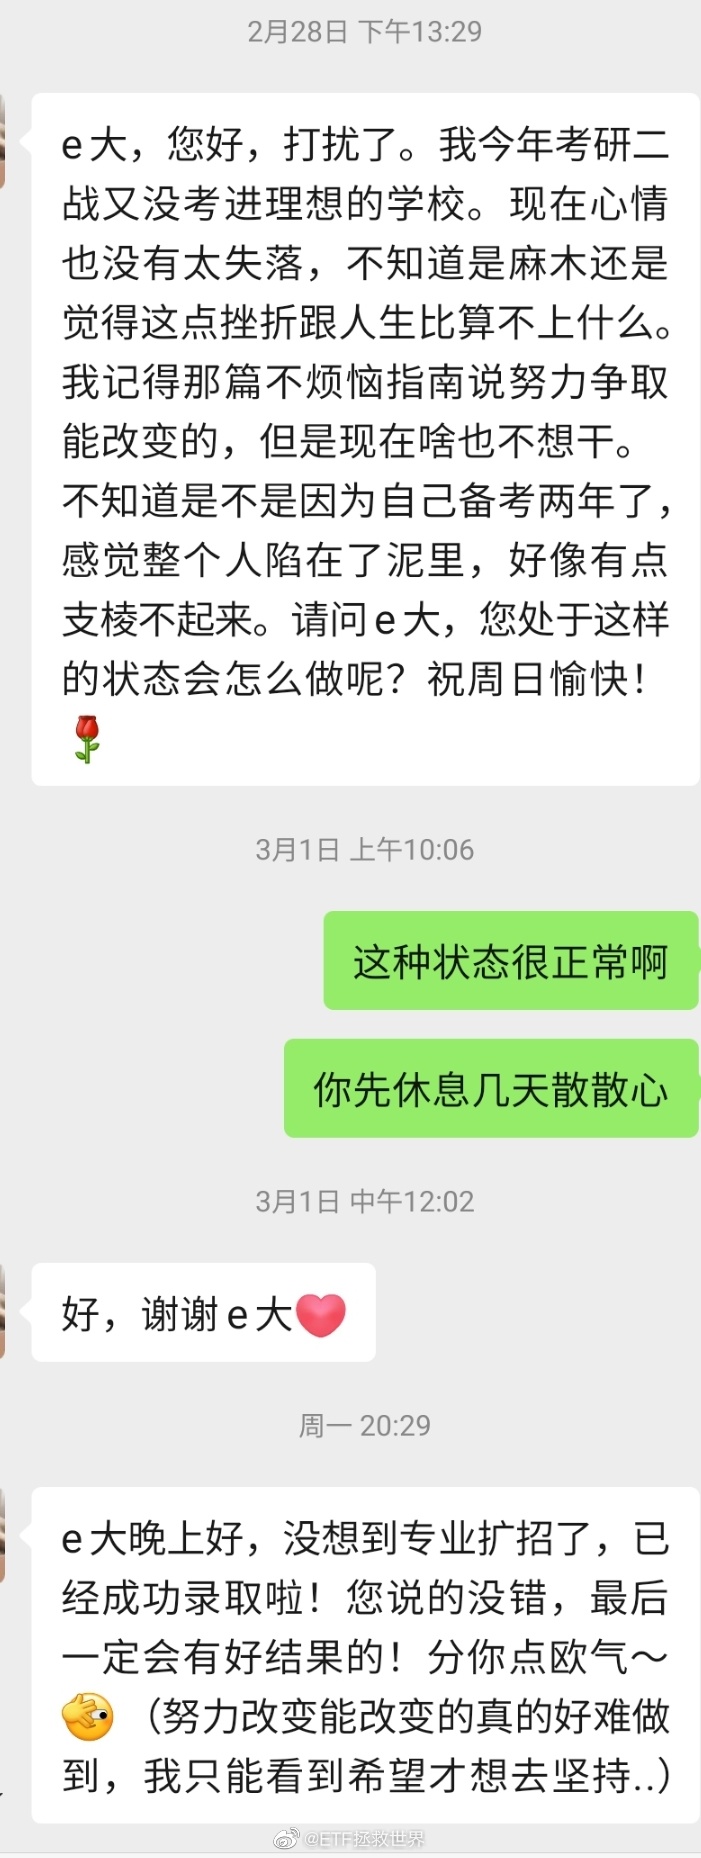 2月28日 下午13:29
e大，您好，打扰了。我今年考研二
战又没考进理想的学校。现在心情
也没有太失落，不知道是麻木还是
觉得这点挫折跟人生比算不上什么。
我记得那篇不烦恼指南说努力争取
能改变的，但是现在啥也不想干。
不知道是不是因为自己备考两年了，
感觉整个人陷在了泥里，好像有点
支棱不起来。请问e大，您处于这样
的状态会怎么做呢？祝周日愉快！
🌹
3月1日 上午10:06
这种状态很正常啊
你先休息几天散散心
3月1日 中午12:02
好，谢谢e大❤
周一 20:29
e大晚上好，没想到专业扩招了，已
经成功录取啦！您说的没错，最后
一定会有好结果的！分你点欧气～
（努力改变能改变的真的好难做
到，我只能看到希望才想去坚持..）
@ETF拯救世界